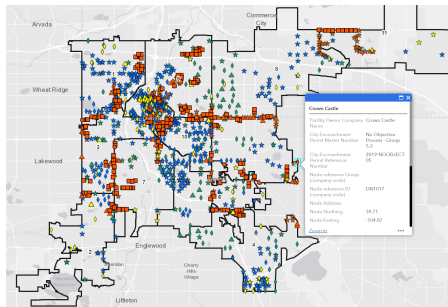 Commerce
City
Arvada
11
Wheat Ridge
Lakewood
Englewood
Cherry
Hills
Village
Littleton
Crown Castle
Facility Owner Company Crown Castle
Name
City Encroachment No Objection
Permit Master Number Process - Group
5.3
City Encroachment 2019-NOOBJECT-
Permit Reference
Number
Node reference Group
(company code)
Node reference ID DN1017
(company code)
Node Address
Node Northing 39.71
Node Easting -104.87
Zoom to